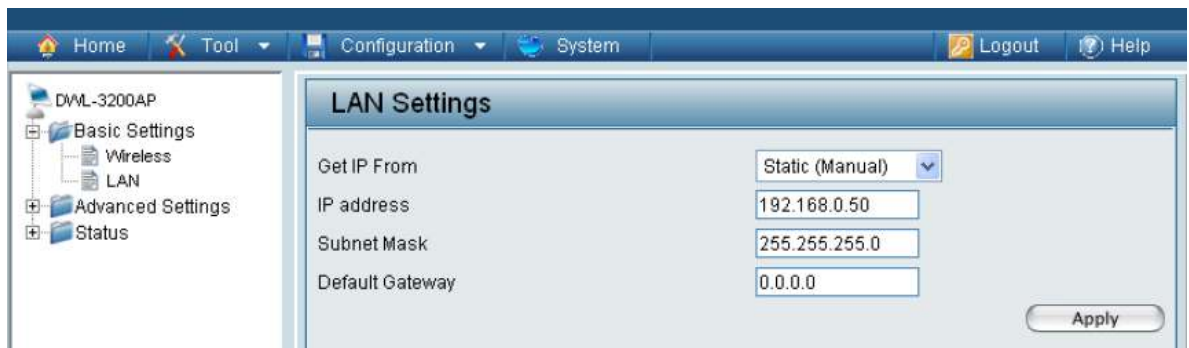 Home Tool Configuration System Logout Help
DWL-3200AP
Basic Settings
Wireless
LAN
Advanced Settings
Status
LAN Settings
Get IP From Static (Manual)
IP address 192.168.0.50
Subnet Mask 255.255.255.0
Default Gateway 0.0.0.0
Apply